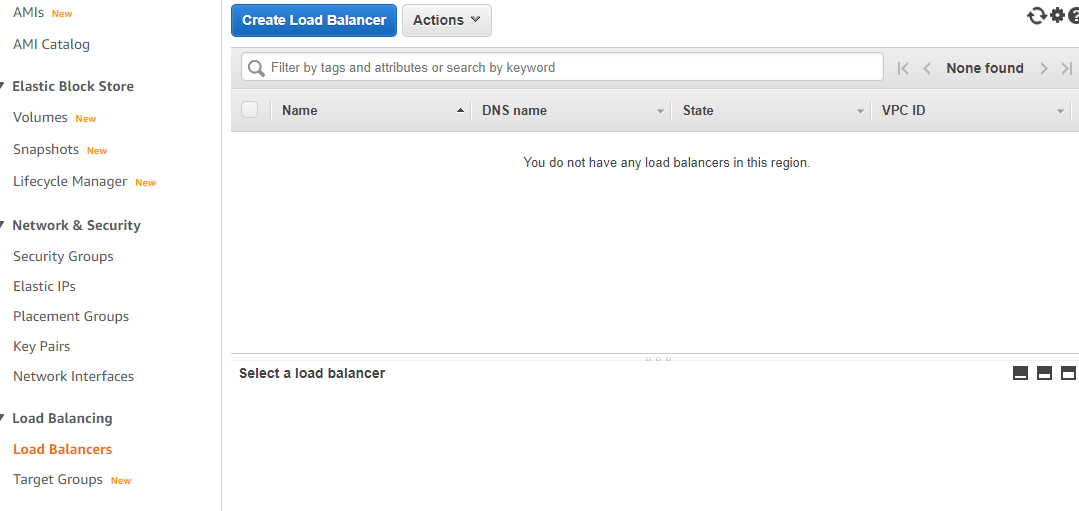 AMIs New
AMI Catalog
Elastic Block Store
Volumes New
Snapshots New
Lifecycle Manager New
Network & Security
Security Groups
Elastic IPs
Placement Groups
Key Pairs
Network Interfaces
Load Balancing
Load Balancers
Target Groups New
Create Load Balancer Actions
Filter by tags and attributes or search by keyword None found
Name DNS name State VPC ID
You do not have any load balancers in this region.
Select a load balancer